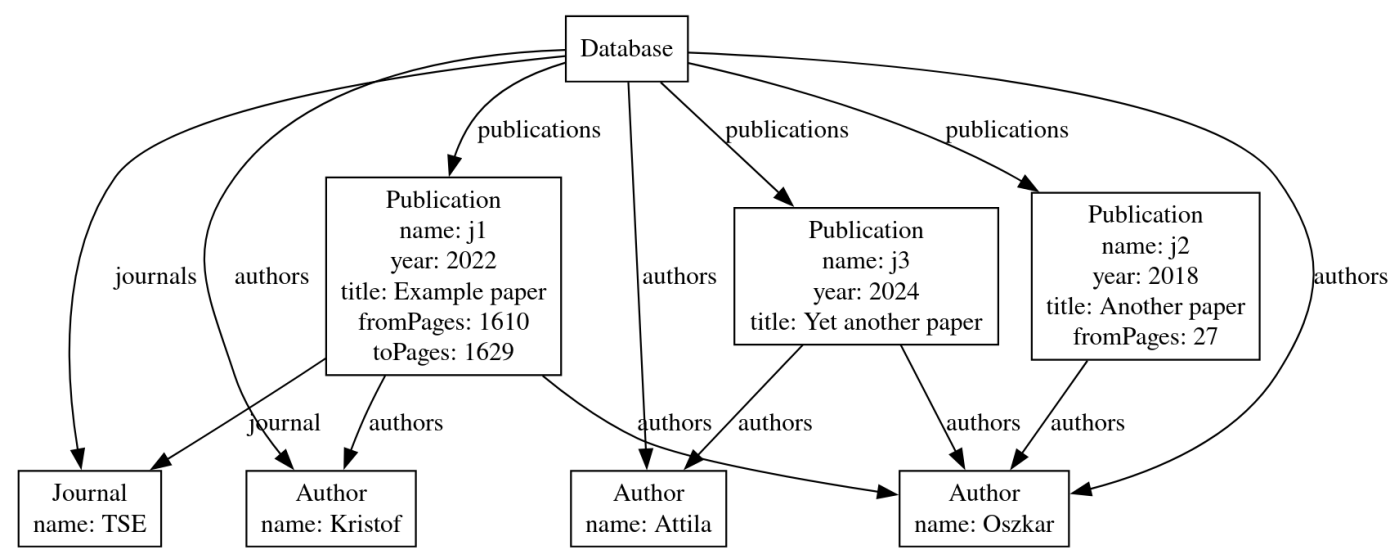 Database
publications
publications
publications
Publication
name: j1
year: 2022
title: Example paper
fromPages: 1610
toPages: 1629
Publication
name: j3
year: 2024
title: Yet another paper
Publication
name: j2
year: 2018
title: Another paper
fromPages: 27
journals
authors
authors
authors
journal
authors
authors
authors
authors
authors
Journal
name: TSE
Author
name: Kristof
Author
name: Attila
Author
name: Oszkar